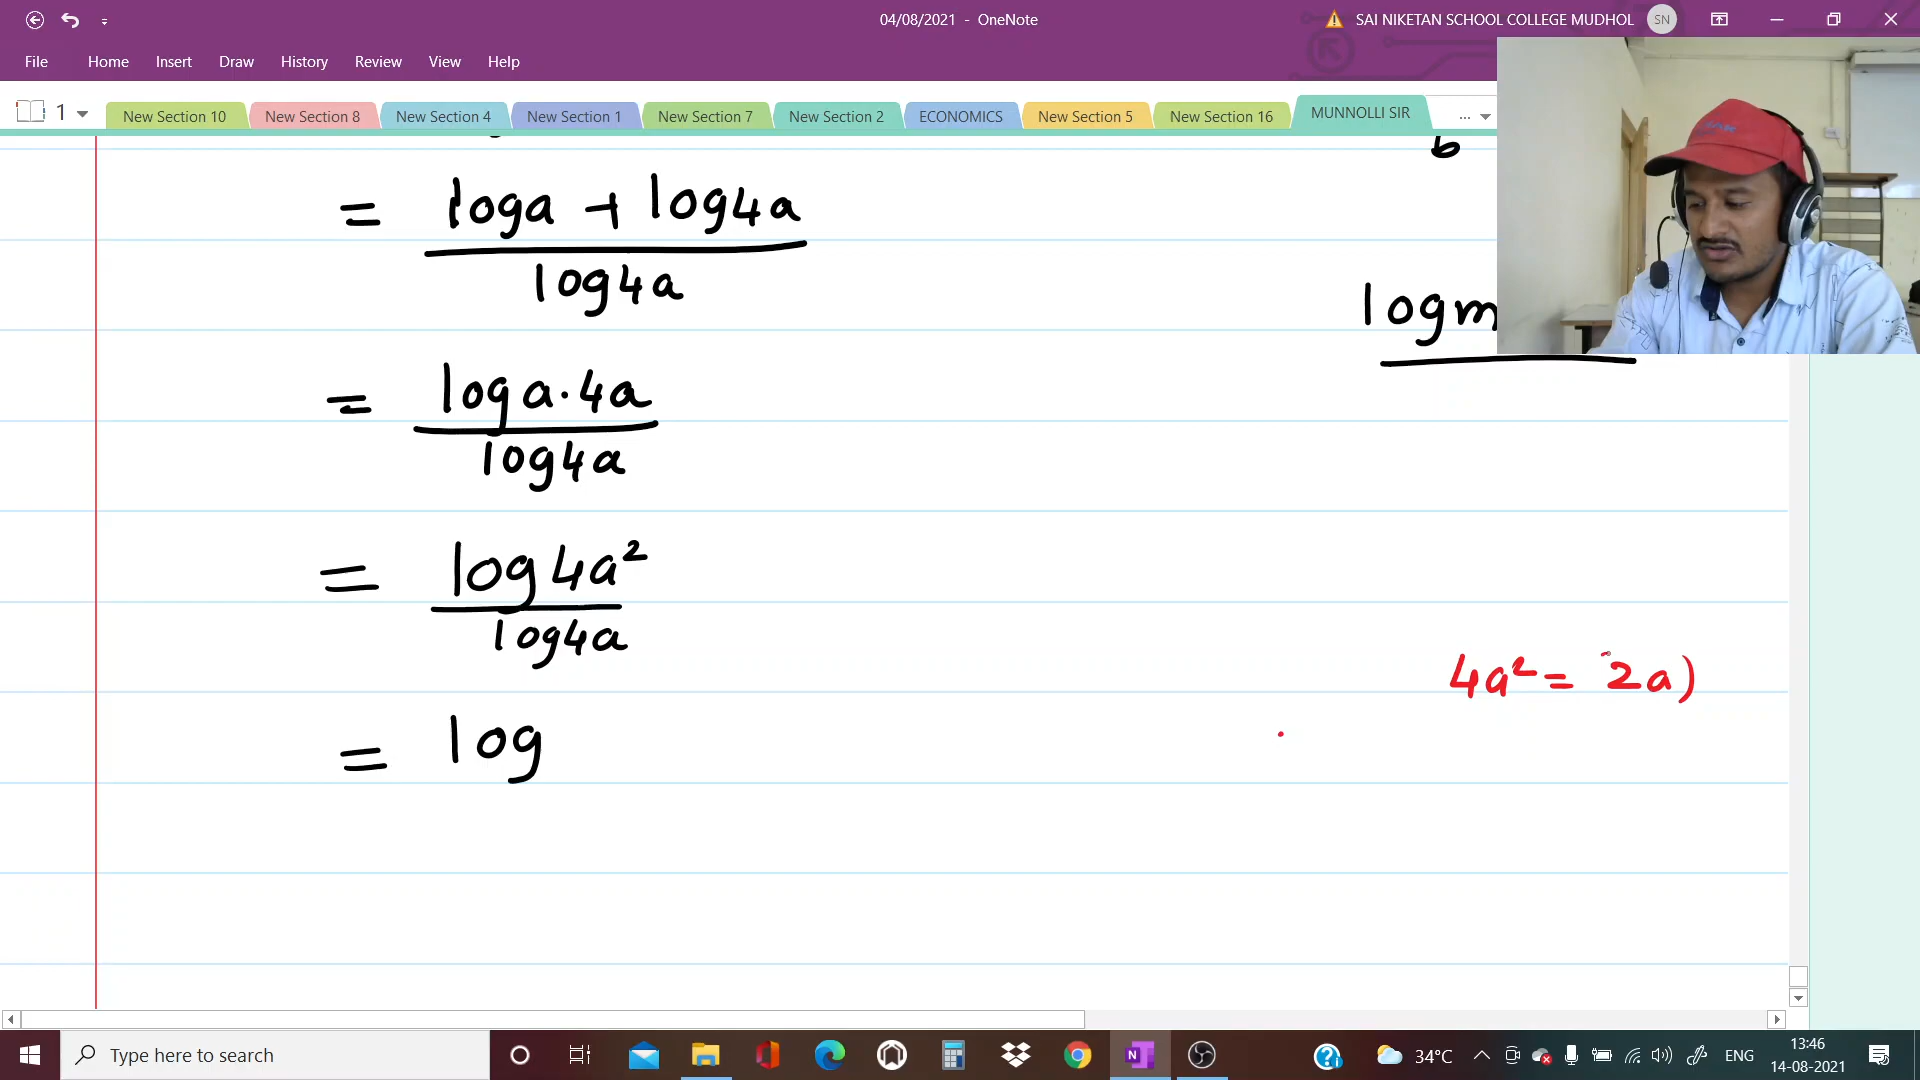 04/08/2021 - OneNote
SAI NIKETAN SCHOOL COLLEGE MUDHOL SN
File Home Insert Draw History Review View Help
1 New Section 10 New Section 8 New Section 4 New Section 1 New Section 7 New Section 2 ECONOMICS New Section 5 New Section 16 MUNNOLLI SIR ...
b
= loga + log4a
log4a
logm
= log a·4a
log4a
= log4a²
log4a
4a² = 2a)
= log
Type here to search
34°C ENG 13:46
14-08-2021